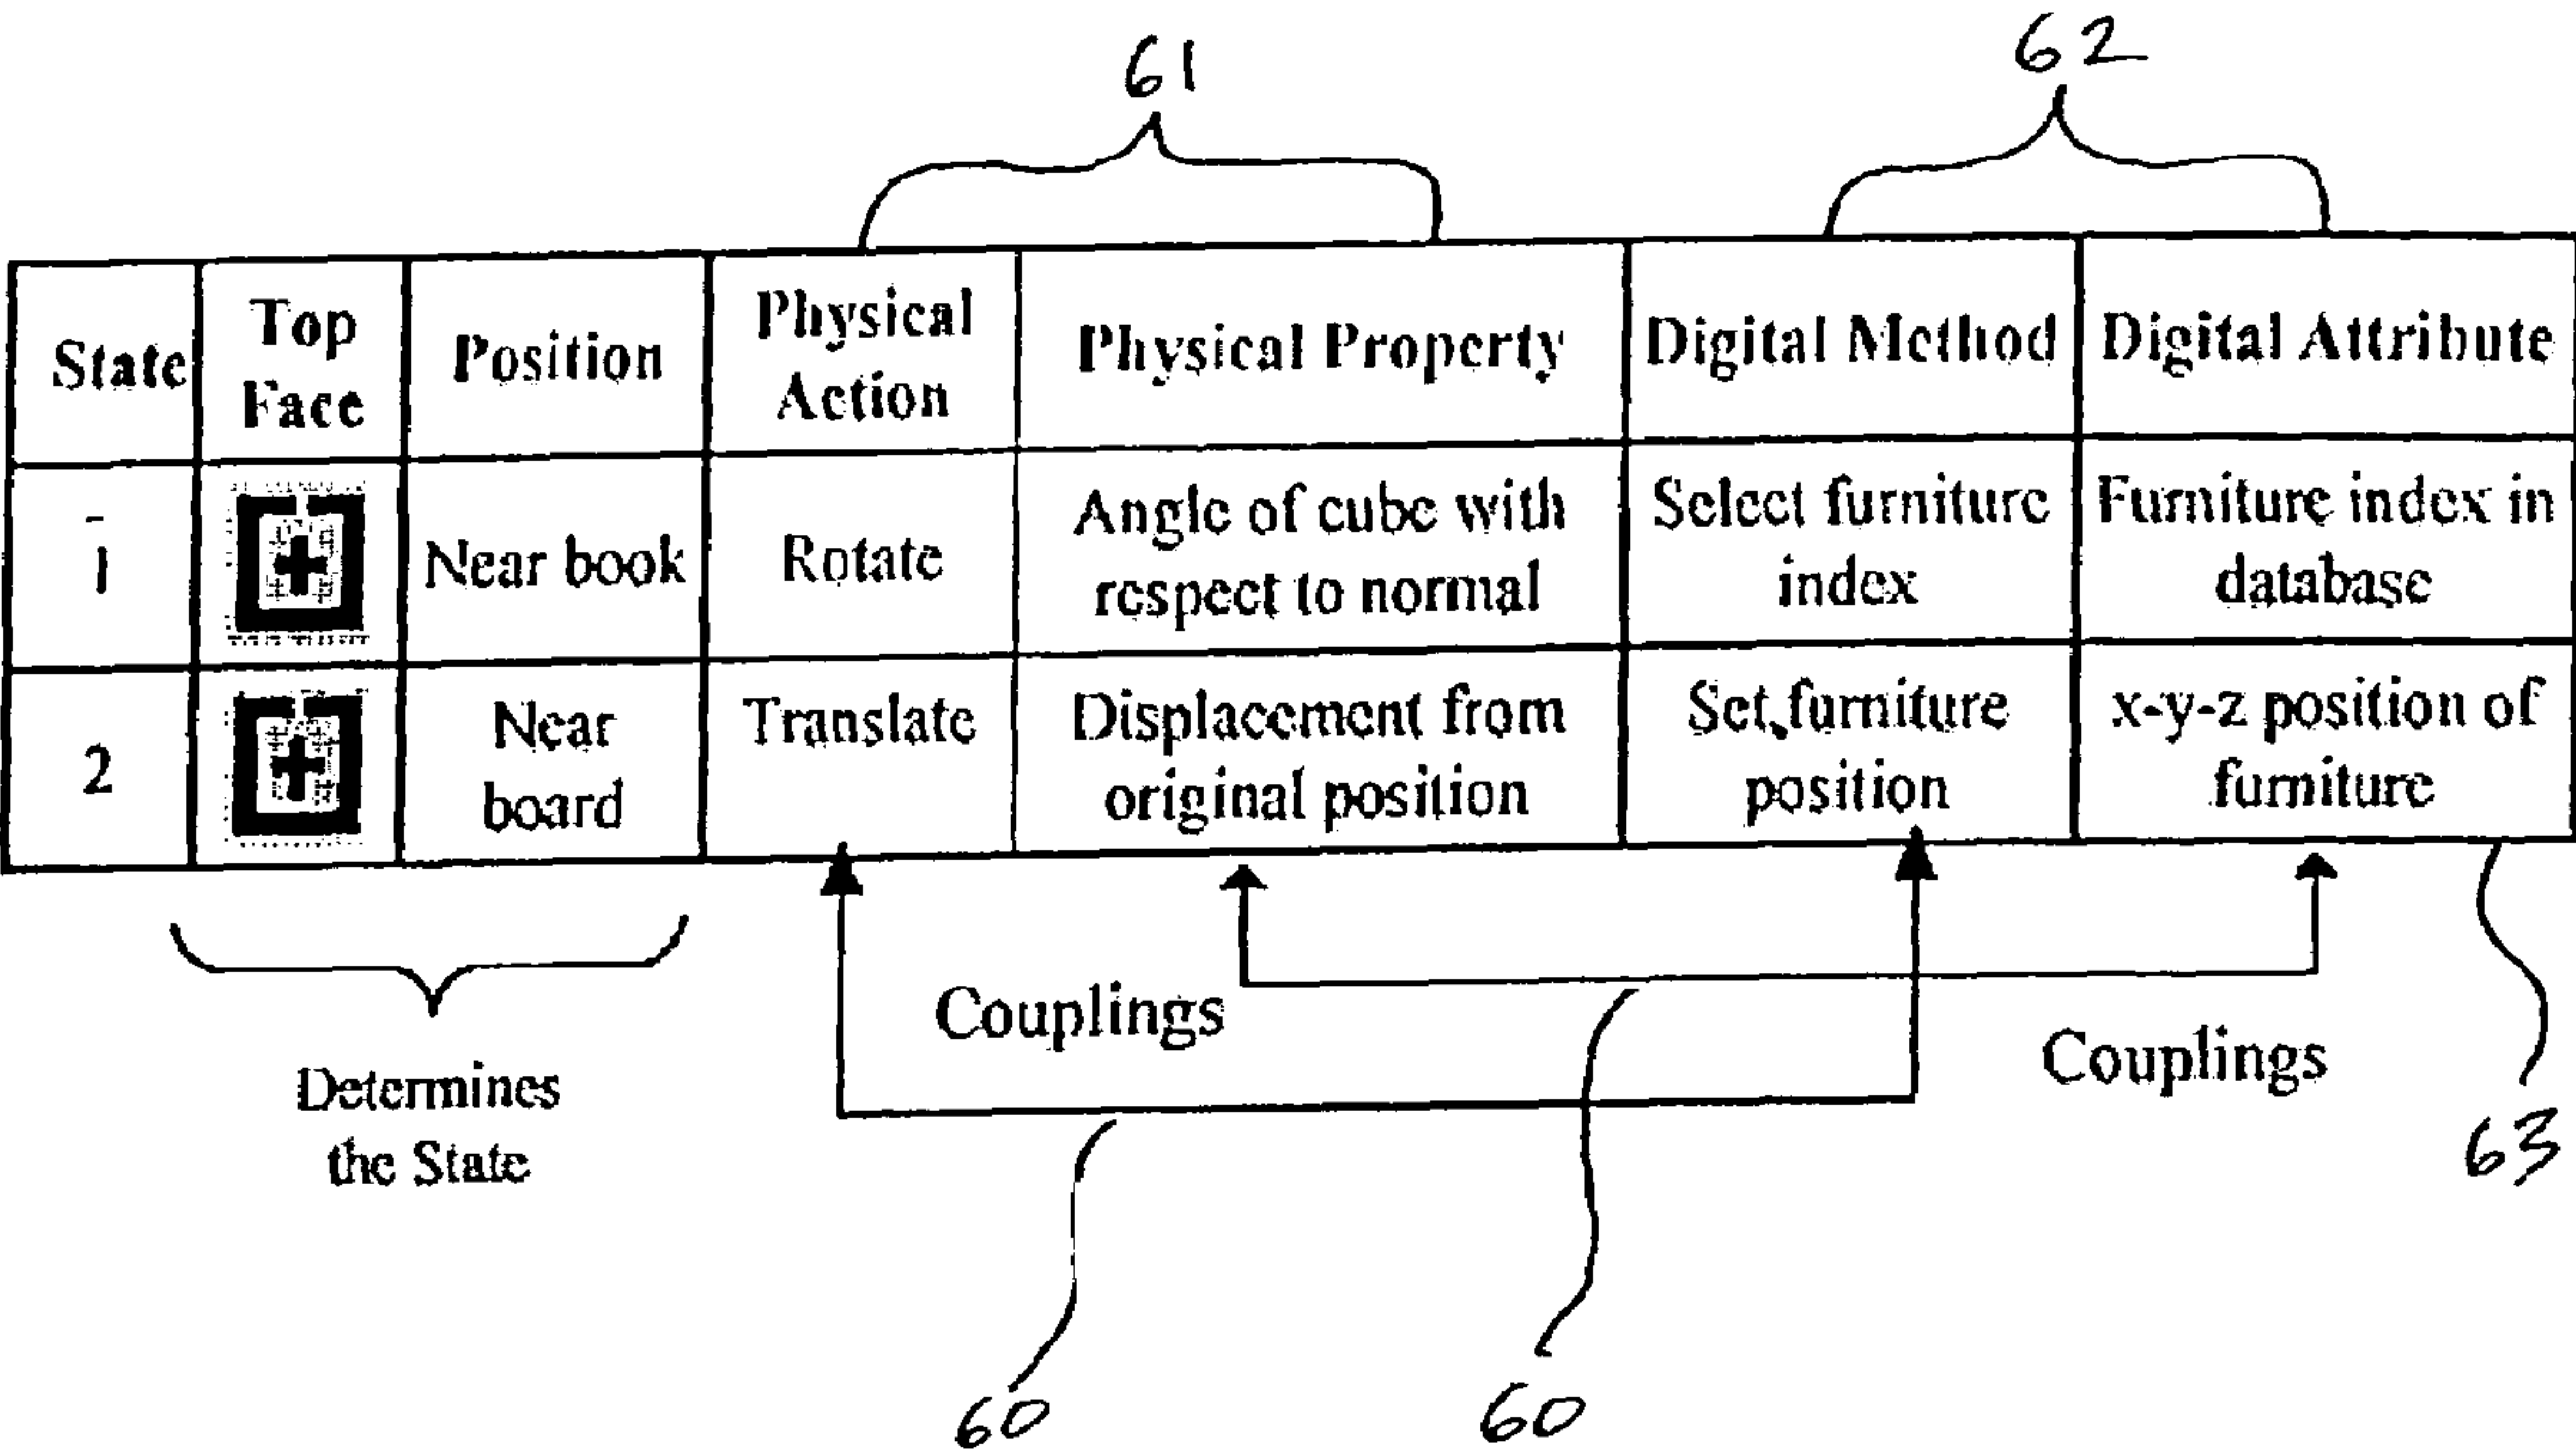 61
62
State
Top
Face
Position
Physical
Action
Physical Property
Digital Method
Digital Attribute
1
Near book
Rotate
Angle of cube with
respect to normal
Select furniture
index
Furniture index in
database
2
Near
board
Translate
Displacement from
original position
Set furniture
position
x-y-z position of
furniture
Determines
the State
Couplings
Couplings
63
60
60